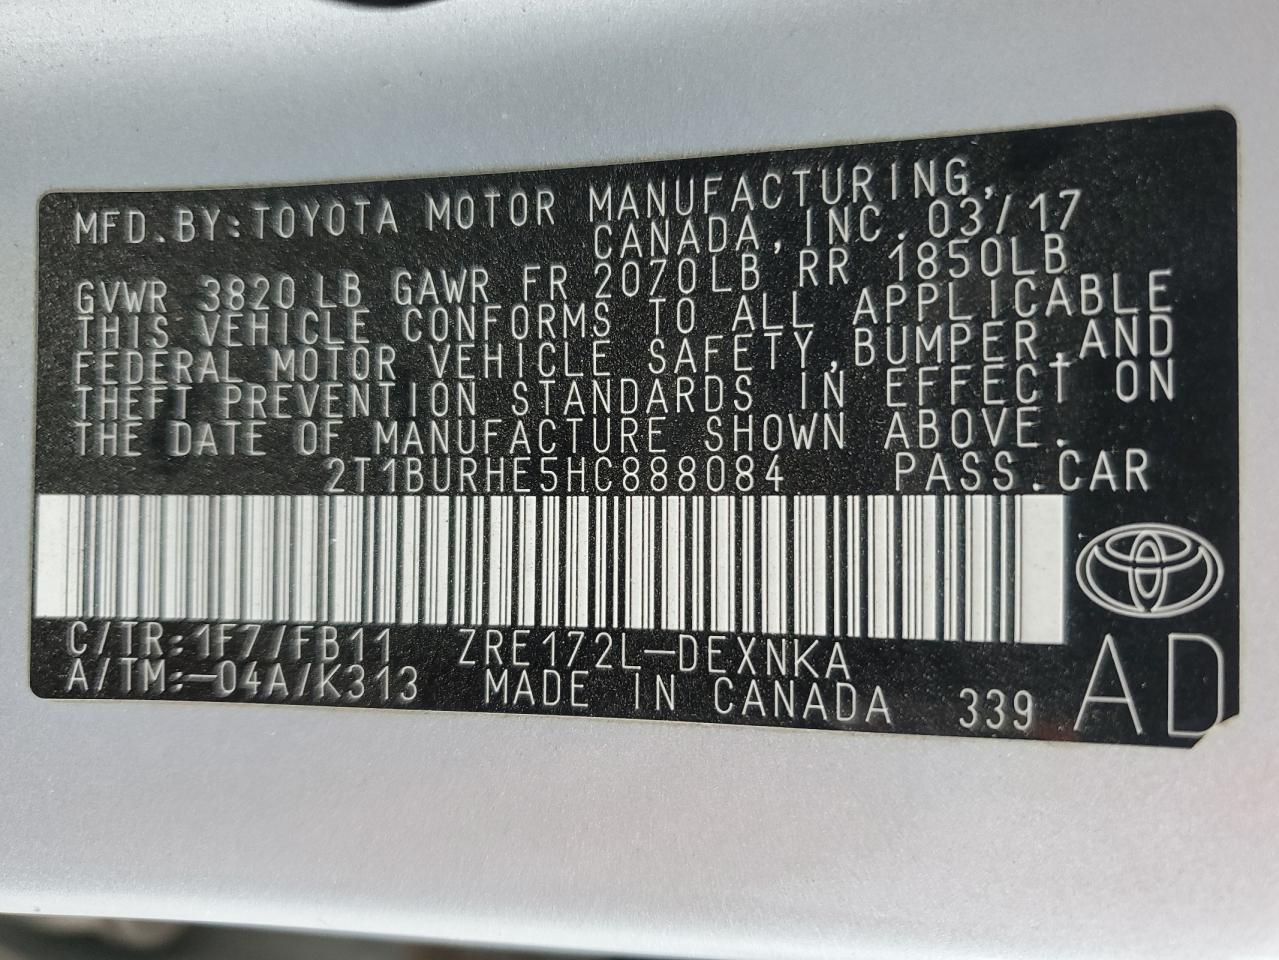 MFD.BY:TOYOTA MOTOR MANUFACTURING,
CANADA,INC.03/17
GVWR 3820 LB GAWR FR 2070LB RR 1850LB
THIS VEHICLE CONFORMS TO ALL APPLICABLE
FEDERAL MOTOR VEHICLE SAFETY,BUMPER,AND
THEFT PREVENTION STANDARDS IN EFFECT ON
THE DATE OF MANUFACTURE SHOWN ABOVE.
2T1BURHE5HC888084 PASS.CAR
C/TR:1F7/FB11 ZRE172L-DEXNKA
A/TM:-04A/K313 MADE IN CANADA 339 AD